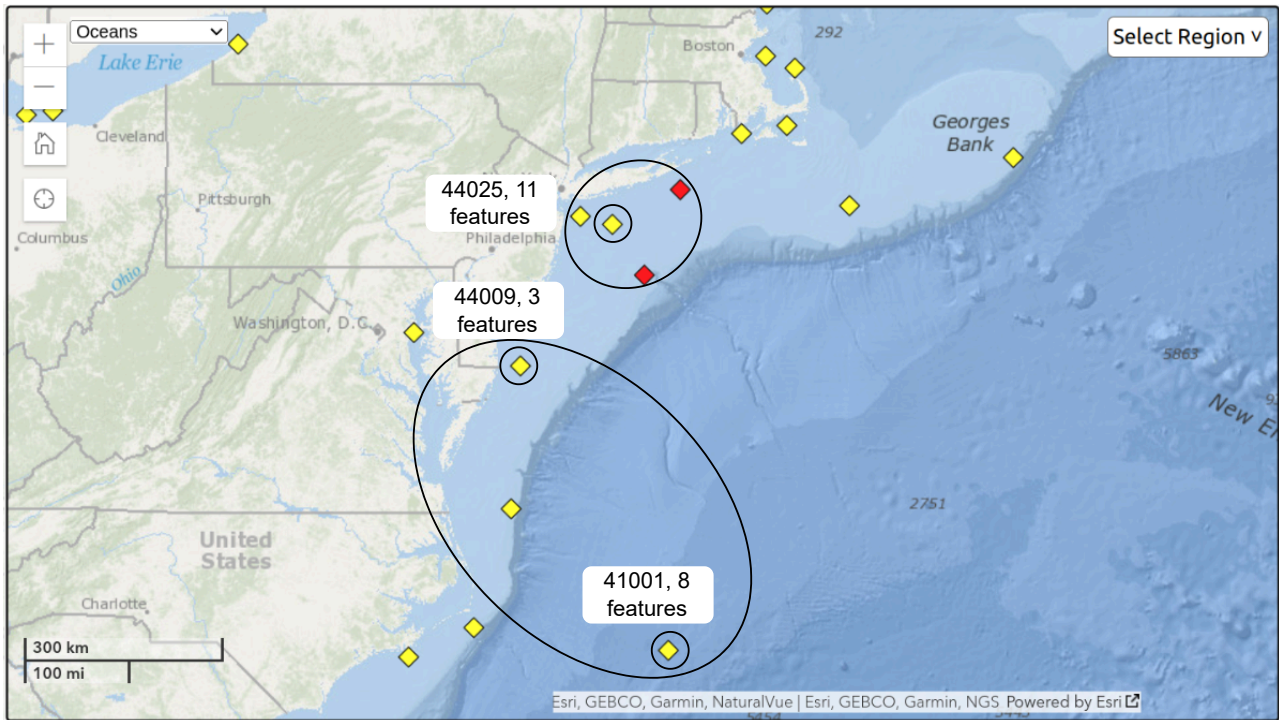 Oceans
Select Region
292
Boston
Lake Erie
Georges
Bank
Cleveland
44025, 11
features
Pittsburgh
Columbus
Philadelphia
Ohio
44009, 3
features
Washington, D.C.
5863
New
2751
United
States
41001, 8
features
Charlotte
300 km
100 mi
Esri, GEBCO, Garmin, NaturalVue | Esri, GEBCO, Garmin, NGS Powered by Esri